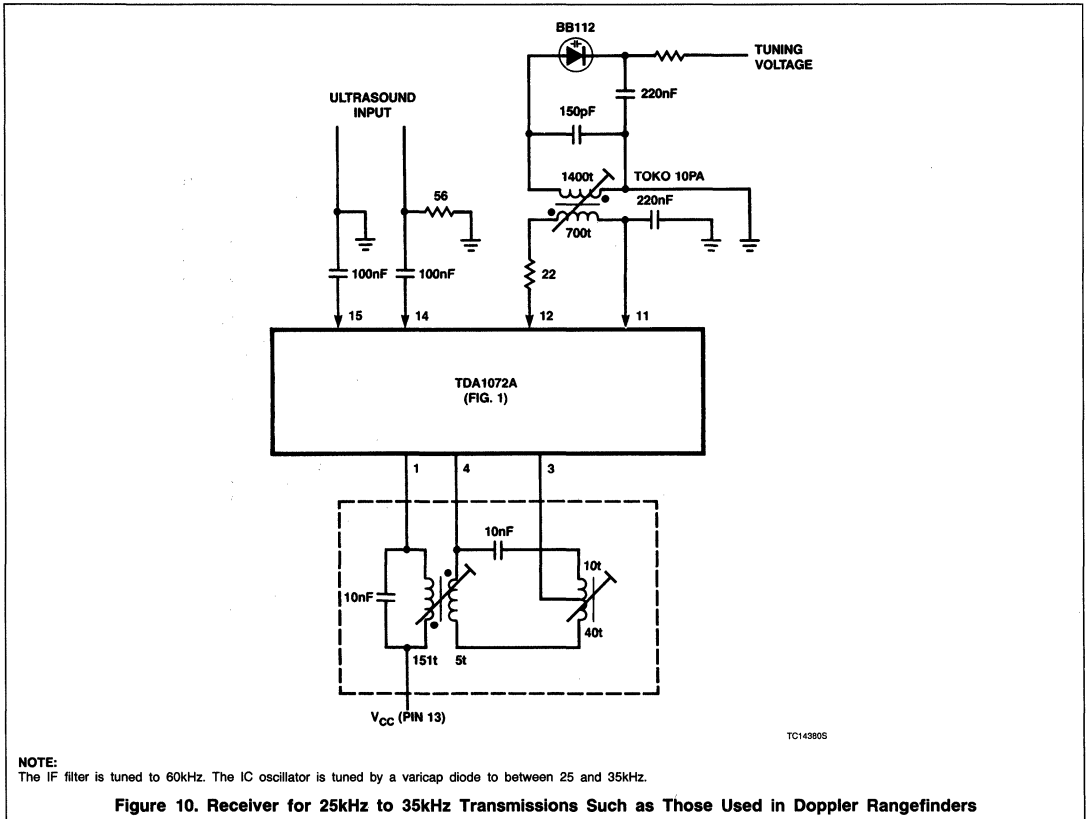 BB112
TUNING
VOLTAGE
220nF
ULTRASOUND
INPUT
150pF
1400t
TOKO 10PA
56
220nF
700t
100nF
100nF
22
15
14
12
11
TDA1072A
(FIG. 1)
1
4
3
10nF
10t
10nF
40t
151t
5t
VCC (PIN 13)
TC14380S
NOTE:
The IF filter is tuned to 60kHz. The IC oscillator is tuned by a varicap diode to between 25 and 35kHz.
Figure 10. Receiver for 25kHz to 35kHz Transmissions Such as Those Used in Doppler Rangefinders